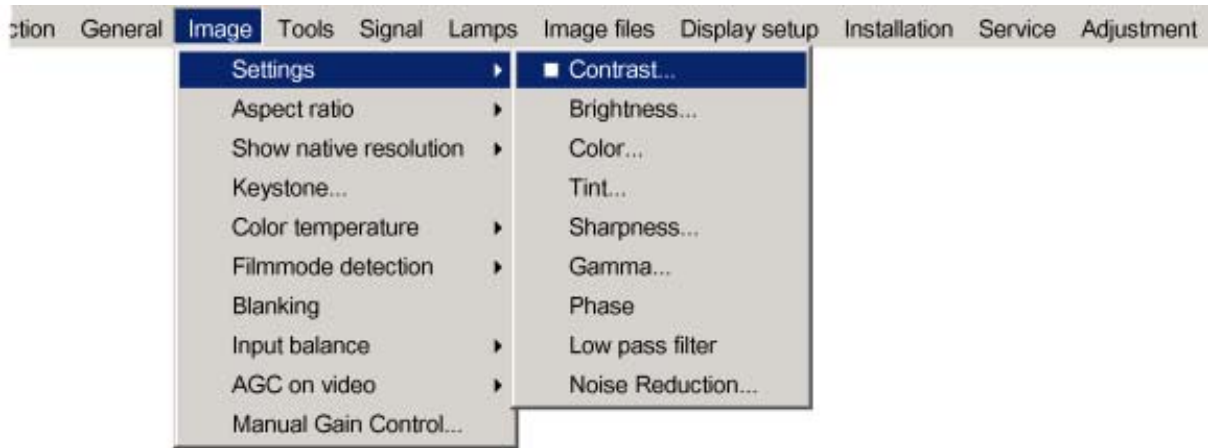 ction General Image Tools Signal Lamps Image files Display setup Installation Service Adjustment
Settings
Aspect ratio
Show native resolution
Keystone...
Color temperature
Filmmode detection
Blanking
Input balance
AGC on video
Manual Gain Control...
Contrast...
Brightness...
Color...
Tint...
Sharpness...
Gamma...
Phase
Low pass filter
Noise Reduction...